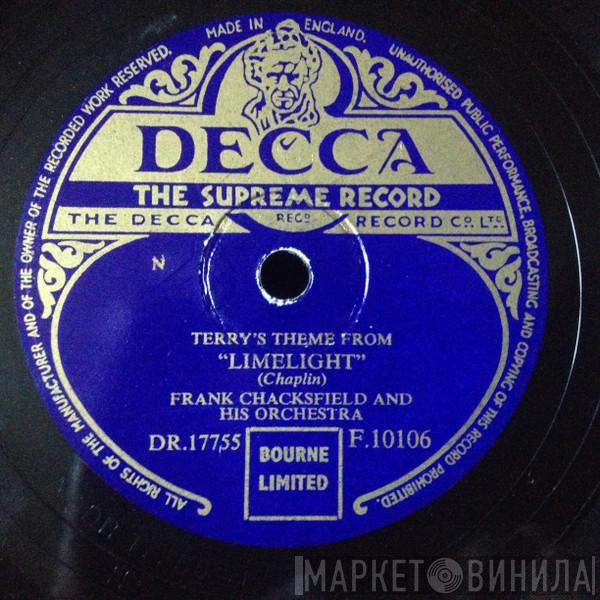 ALL RIGHTS OF THE MANUFACTURER AND OF THE OWNER OF THE RECORDED WORK RESERVED.
MADE IN ENGLAND.
UNAUTHORISED PUBLIC PERFORMANCE, BROADCASTING AND COPYING OF THIS RECORD PROHIBITED.
DECCA
THE SUPREME RECORD
THE DECCA RECORD CO. LTD.
REGD
N
TERRY'S THEME FROM
"LIMELIGHT"
(Chaplin)
FRANK CHACKSFIELD AND
HIS ORCHESTRA
DR.17755
F.10106
BOURNE
LIMITED
МАРКЕТ ВИНИЛА